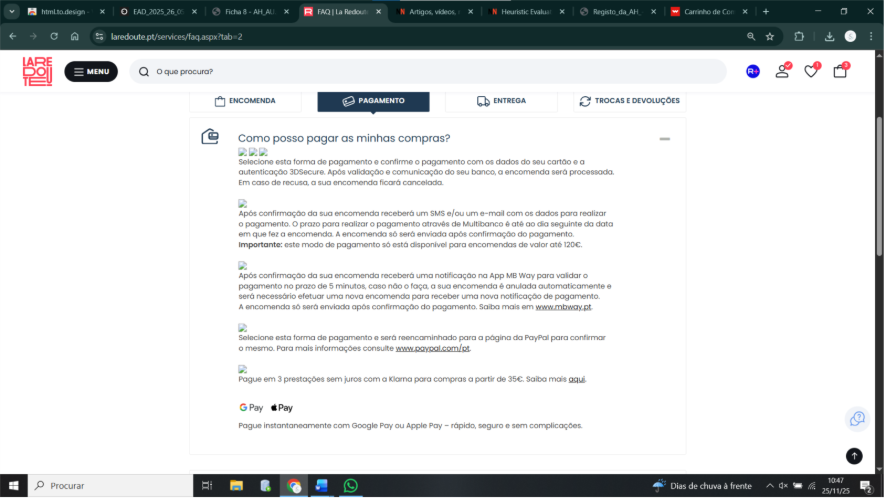 html.to.design -
EAD_2025_26_0
Ficha 8 - AH_AU
FAQ | La Redout
Artigos, vídeos, r
Heuristic Evaluat
Registo_da_AH_
Carrinho de Com
laredoute.pt/services/faq.aspx?tab=2
LA RE
DO
UTE
MENU
O que procura?
R+
1
3
ENCOMENDA
PAGAMENTO
ENTREGA
TROCAS E DEVOLUÇÕES
Como posso pagar as minhas compras?
Selecione esta forma de pagamento e confirme o pagamento com os dados do seu cartão e a
autenticação 3DSecure. Após validação e comunicação do seu banco, a encomenda será processada.
Em caso de recusa, a sua encomenda ficará cancelada.
Após confirmação da sua encomenda receberá um SMS e/ou um e-mail com os dados para realizar
o pagamento. O prazo para realizar o pagamento através de Multibanco é até ao dia seguinte da data
em que fez a encomenda. A encomenda só será enviada após confirmação do pagamento.
Importante: este modo de pagamento só está disponível para encomendas de valor até 120€.
Após confirmação da sua encomenda receberá uma notificação na App MB Way para validar o
pagamento no prazo de 5 minutos, caso não o faça, a sua encomenda é anulada automaticamente e
será necessário efetuar uma nova encomenda para receber uma nova notificação de pagamento.
A encomenda só será enviada após confirmação do pagamento. Saiba mais em www.mbway.pt.
Selecione esta forma de pagamento e será reencaminhado para a página da PayPal para confirmar
o mesmo. Para mais informações consulte www.paypal.com/pt.
Pague em 3 prestações sem juros com a Klarna para compras a partir de 35€. Saiba mais aqui.
G Pay Pay
Pague instantaneamente com Google Pay ou Apple Pay – rápido, seguro e sem complicações.
Procurar
Dias de chuva à frente
10:47
25/11/25
2